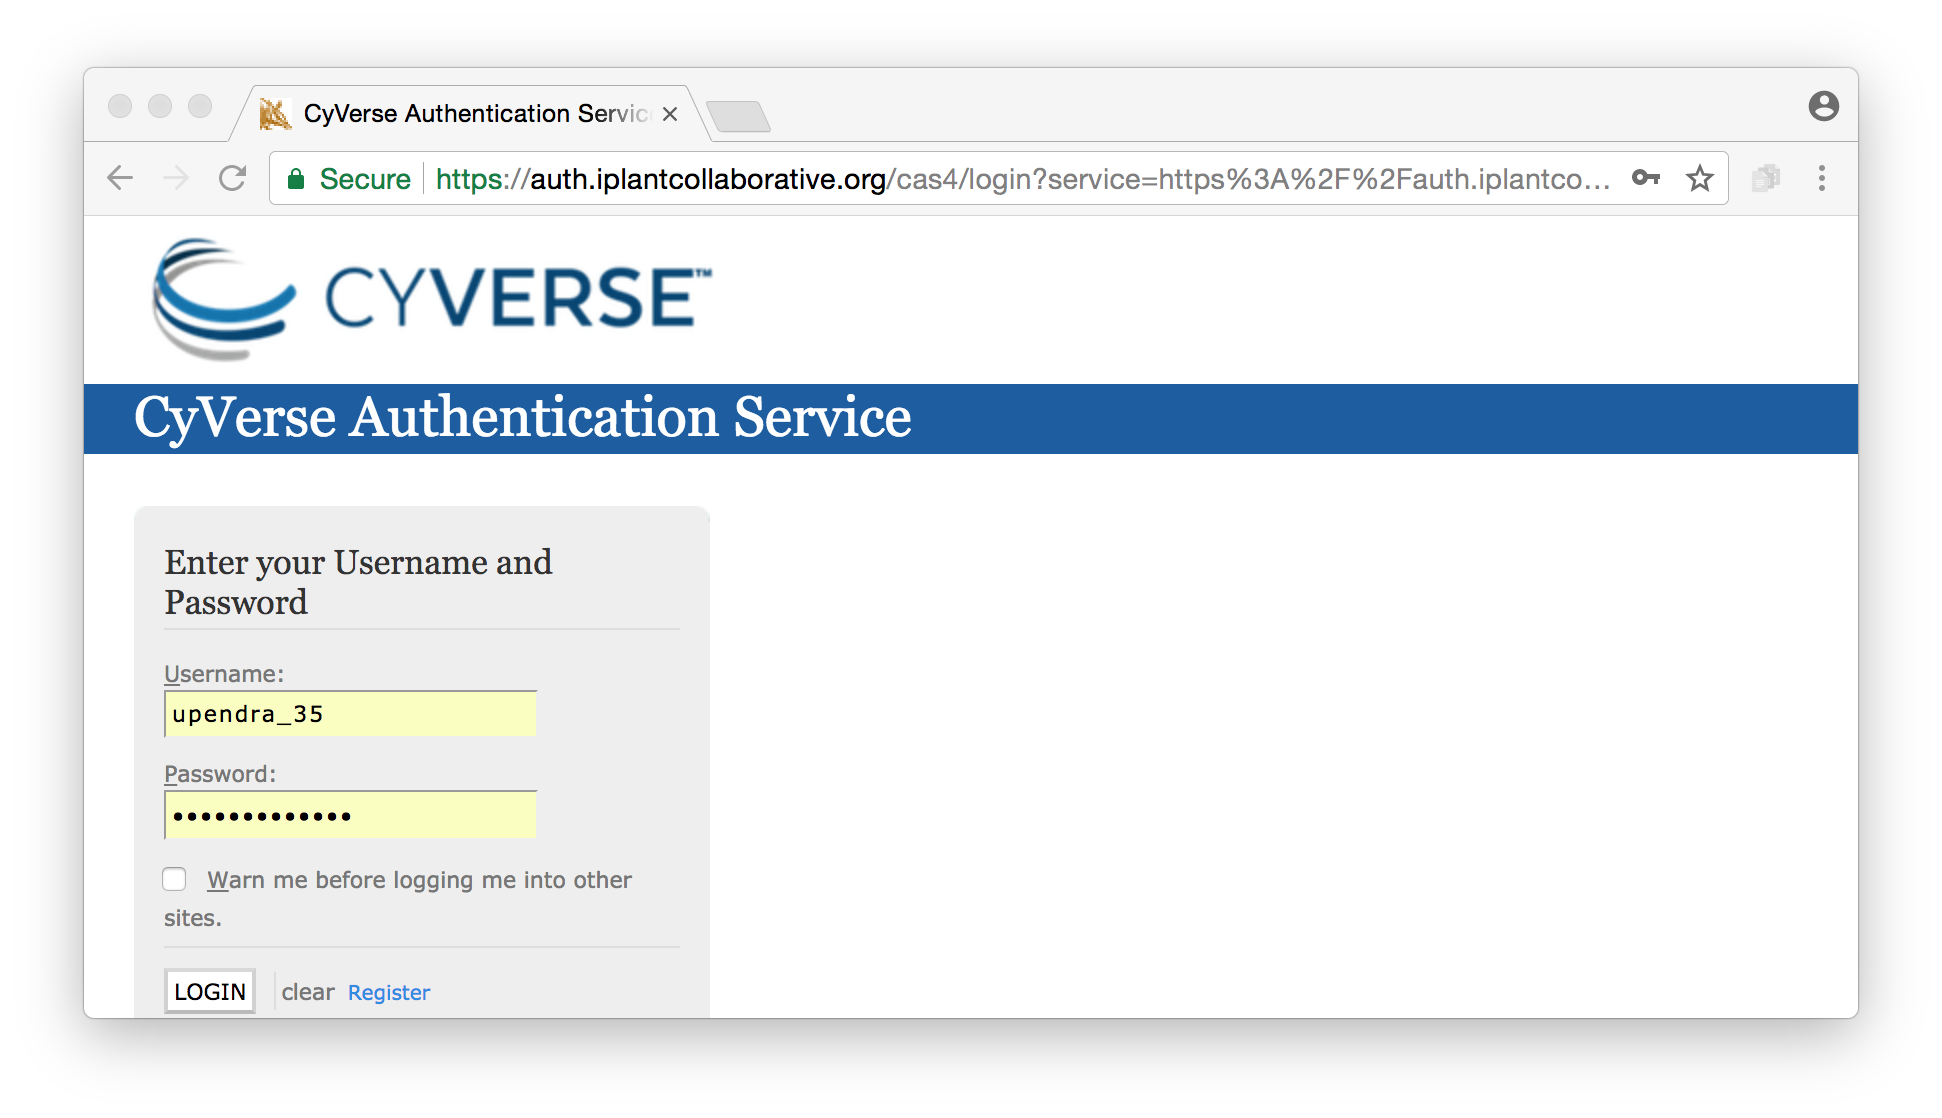 CyVerse Authentication Servic
Secure https://auth.iplantcollaborative.org/cas4/login?service=https%3A%2F%2Fauth.iplantco...
CYVERSE™
CyVerse Authentication Service
Enter your Username and
Password
Username:
upendra_35
Password:
•••••••••••••
Warn me before logging me into other
sites.
LOGIN clear Register